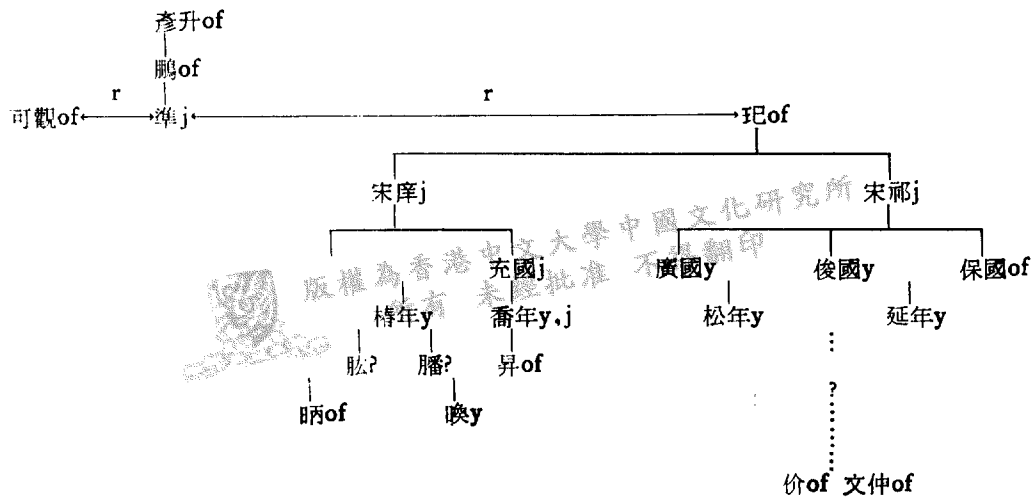 彥升of
鵬of
r r
可觀of 準j 玘of
宋庠j 宋祁j
充國j 廣國y 俊國y 保國of
梼年y 喬年y,j 松年y 延年y
肱? 膰? 昇of
昞of 喚y
?
价of 文仲of
版權為香港中文大學中國文化研究所
所有 未經批准 不得翻印